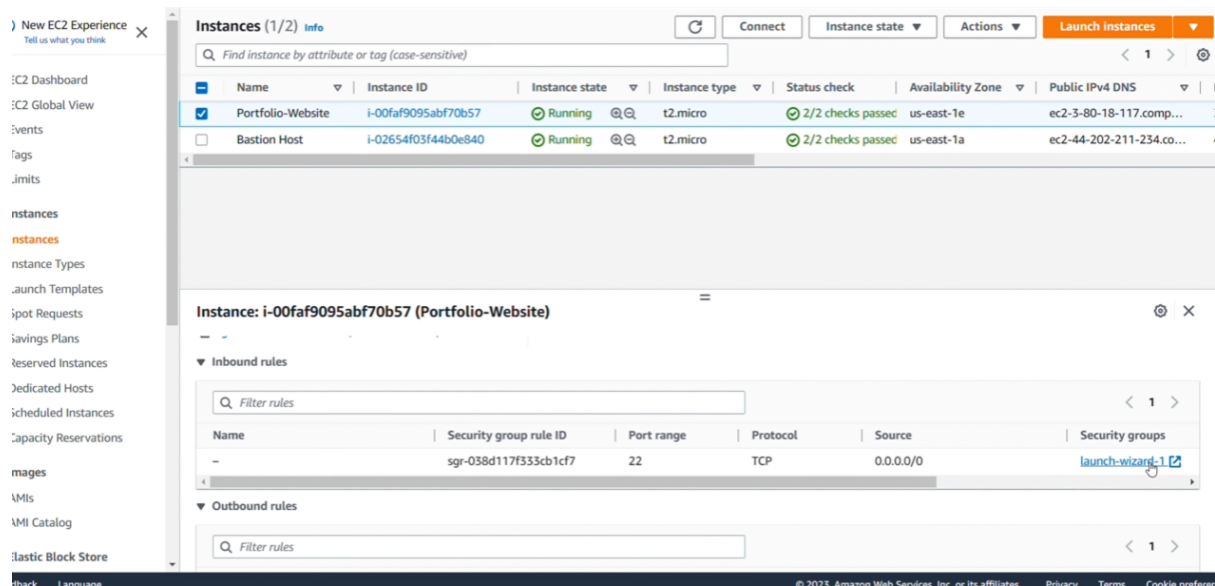 New EC2 Experience
Tell us what you think
EC2 Dashboard
EC2 Global View
Events
Tags
Limits
Instances
Instances
Instance Types
Launch Templates
Spot Requests
Savings Plans
Reserved Instances
Dedicated Hosts
Scheduled Instances
Capacity Reservations
Images
AMIs
AMI Catalog
Elastic Block Store
Instances (1/2) Info
Connect
Instance state
Actions
Launch instances
Find instance by attribute or tag (case-sensitive)
1
Name Instance ID Instance state Instance type Status check Availability Zone Public IPv4 DNS
Portfolio-Website i-00faf9095abf70b57 Running t2.micro 2/2 checks passed us-east-1e ec2-3-80-18-117.comp...
Bastion Host i-02654f03f44b0e840 Running t2.micro 2/2 checks passed us-east-1a ec2-44-202-211-234.co...
Instance: i-00faf9095abf70b57 (Portfolio-Website)
Inbound rules
Filter rules
1
Name Security group rule ID Port range Protocol Source Security groups
– sgr-038d117f333cb1cf7 22 TCP 0.0.0.0/0 launch-wizard-1
Outbound rules
Filter rules
1
Language © 2023, Amazon Web Services, Inc. or its affiliates. Privacy Terms Cookie